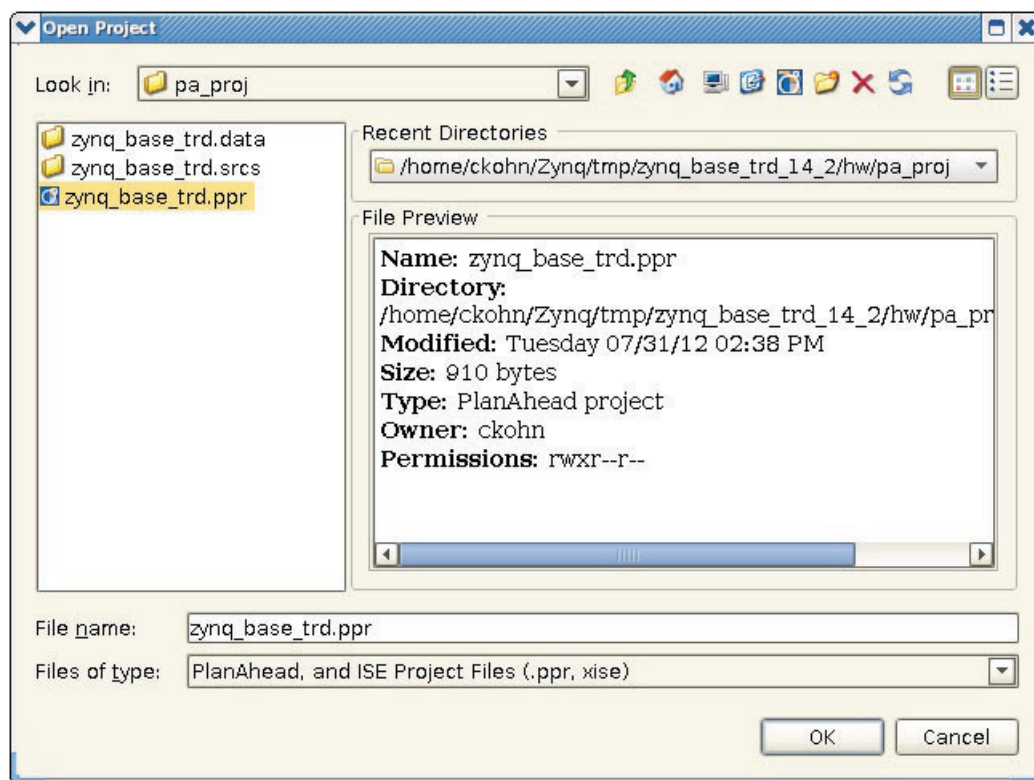 Open Project
Look in: pa_proj
zynq_base_trd.data
zynq_base_trd.srcs
zynq_base_trd.ppr
Recent Directories
/home/ckohn/Zynq/tmp/zynq_base_trd_14_2/hw/pa_proj
File Preview
Name: zynq_base_trd.ppr
Directory:
/home/ckohn/Zynq/tmp/zynq_base_trd_14_2/hw/pa_pr
Modified: Tuesday 07/31/12 02:38 PM
Size: 910 bytes
Type: PlanAhead project
Owner: ckohn
Permissions: rwxr--r--
File name: zynq_base_trd.ppr
Files of type: PlanAhead, and ISE Project Files (.ppr, xise)
OK Cancel